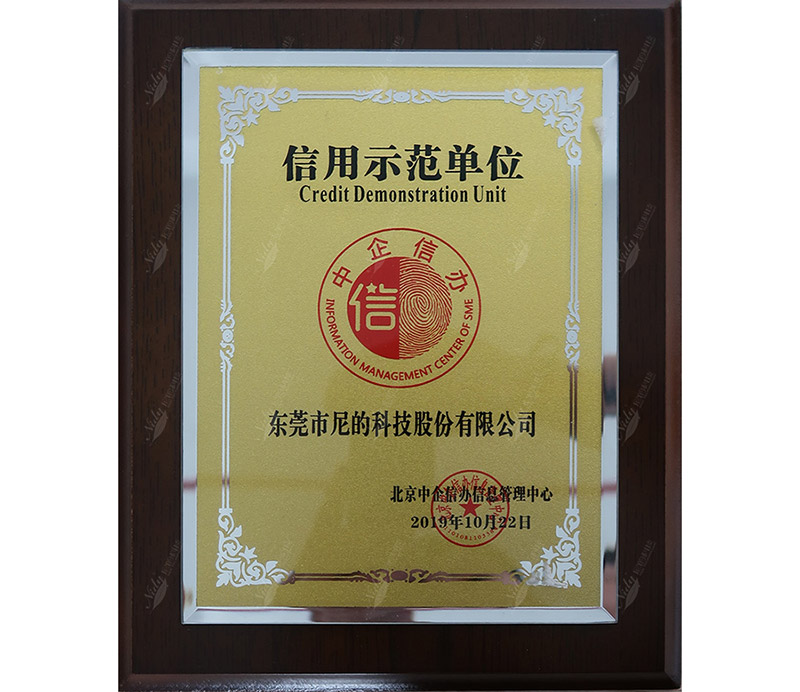 信用示范单位
Credit Demonstration Unit
中企信办
信
INFORMATION MANAGEMENT CENTER OF SME
东莞市尼的科技股份有限公司
北京中企信办信息管理中心
2019年10月22日